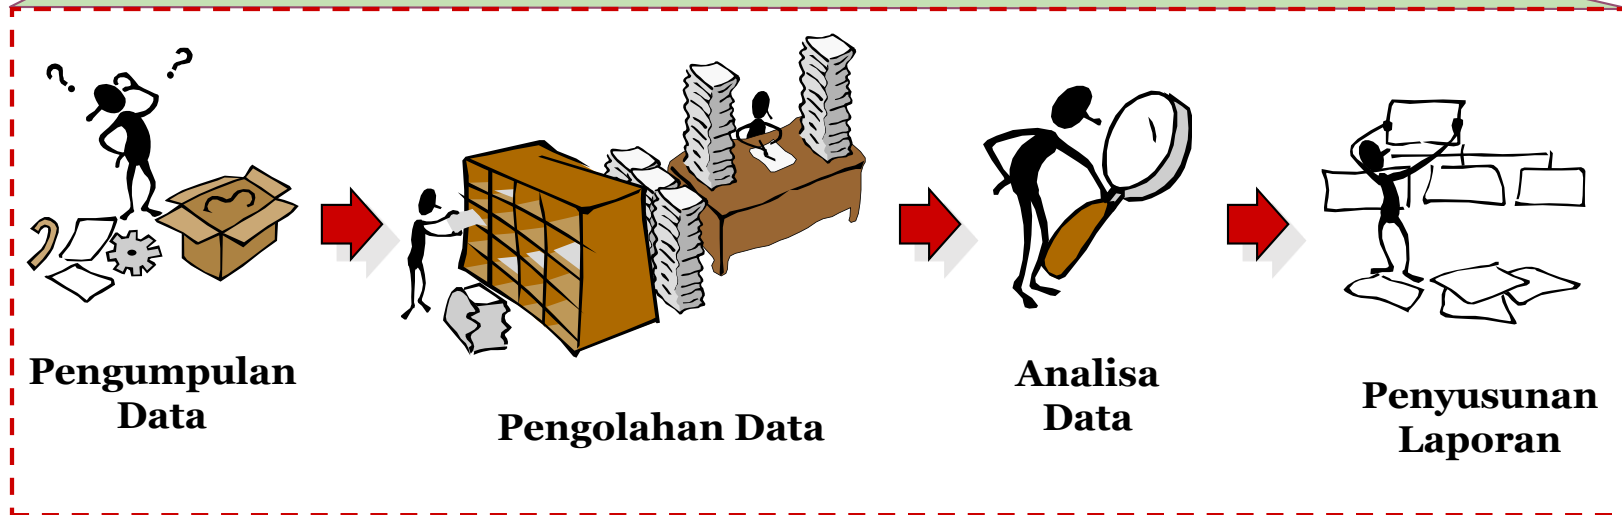 Pengumpulan
Data
Pengolahan Data
Analisa
Data
Penyusunan
Laporan